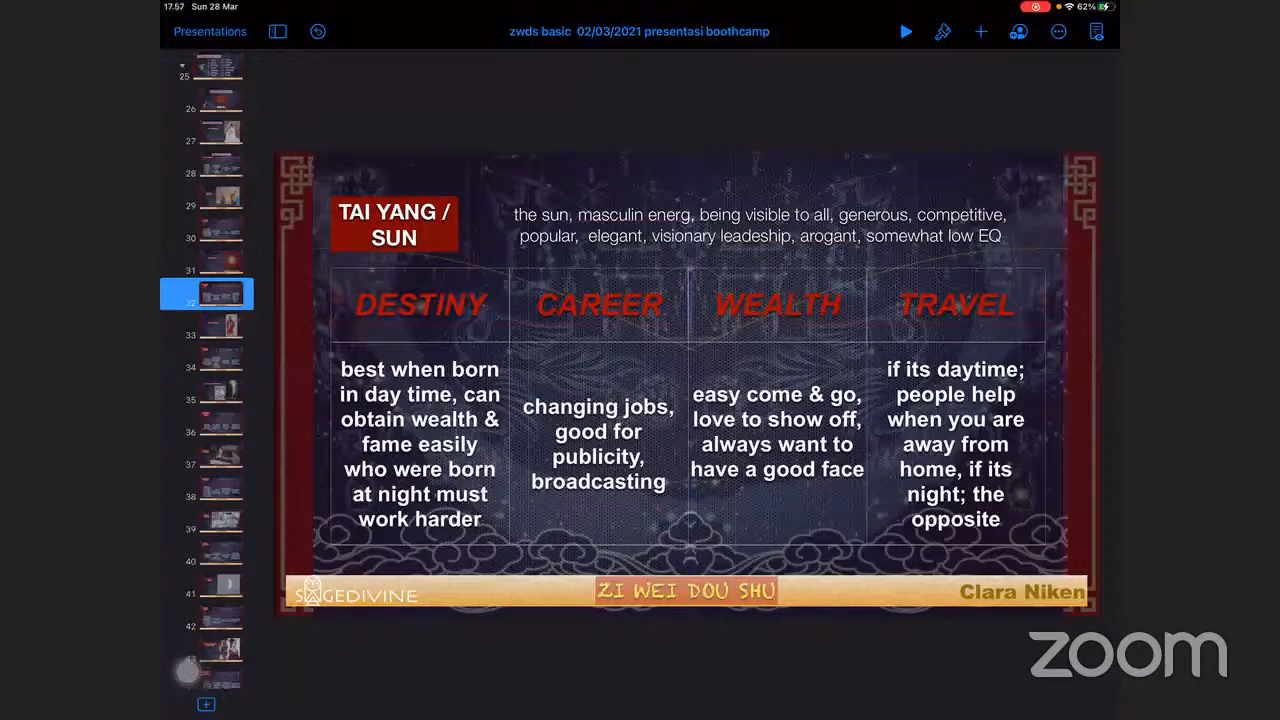 17.57 Sun 28 Mar
62%
Presentations
zwds basic 02/03/2021 presentasi boothcamp
25
26
27
28
29
30
31
32
33
34
35
36
37
38
39
40
41
42
TAI YANG /
SUN
the sun, masculin energ, being visible to all, generous, competitive,
popular, elegant, visionary leadeship, arogant, somewhat low EQ
DESTINY CAREER WEALTH TRAVEL
best when born
in day time, can
obtain wealth &
fame easily
who were born
at night must
work harder
changing jobs,
good for
publicity,
broadcasting
easy come & go,
love to show off,
always want to
have a good face
if its daytime;
people help
when you are
away from
home, if its
night; the
opposite
SAGEDIVINE
ZI WEI DOU SHU
Clara Niken
zoom